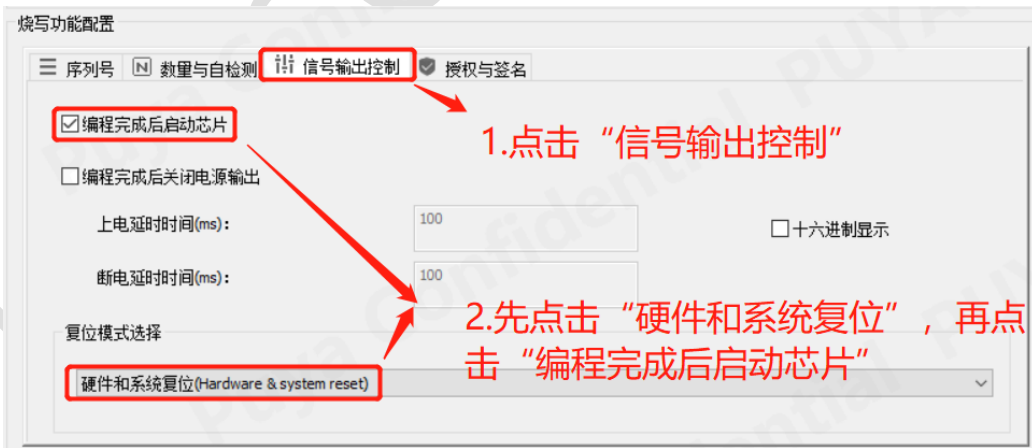 烧写功能配置
序列号 N 数量与自检测 信号输出控制 授权与签名
编程完成后启动芯片
1.点击“信号输出控制”
编程完成后关闭电源输出
上电延时时间(ms)： 100 十六进制显示
断电延时时间(ms)： 100
2.先点击“硬件和系统复位”，再点
击“编程完成后启动芯片”
复位模式选择
硬件和系统复位(Hardware & system reset)
Puya Confidential PUYA